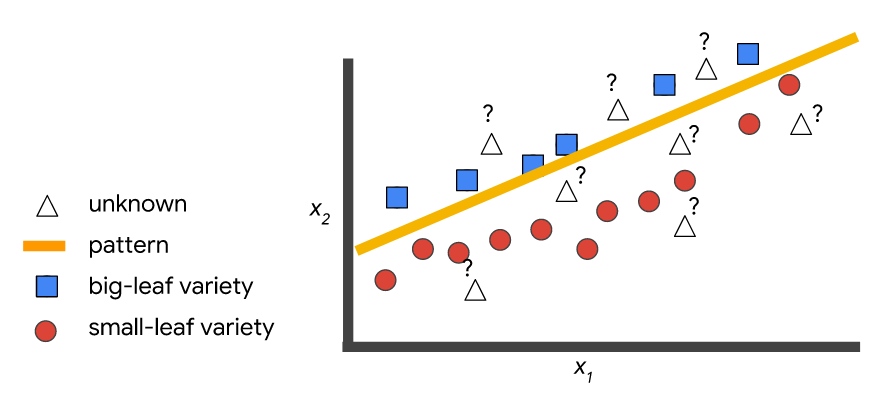 unknown
pattern
big-leaf variety
small-leaf variety
x2
x1
?
?
?
?
?
?
?
?